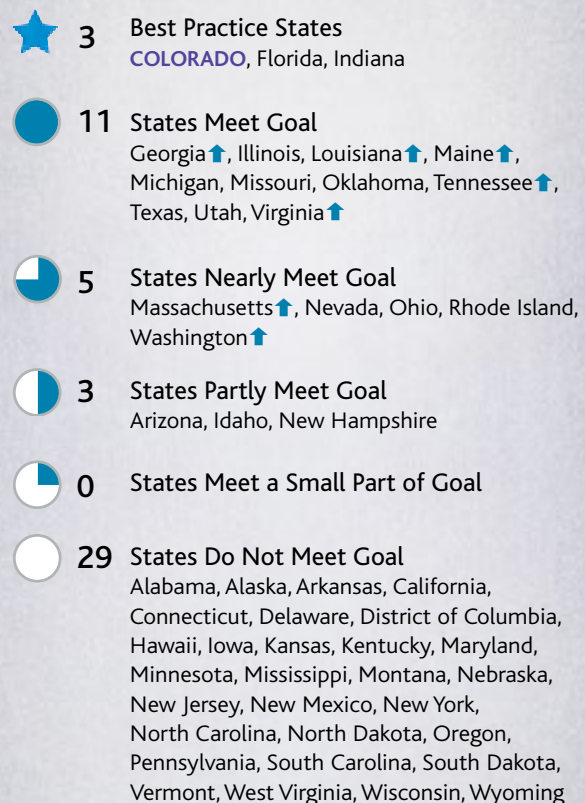 3 Best Practice States
COLORADO, Florida, Indiana
11 States Meet Goal
Georgia⬆, Illinois, Louisiana⬆, Maine⬆,
Michigan, Missouri, Oklahoma, Tennessee⬆,
Texas, Utah, Virginia⬆
5 States Nearly Meet Goal
Massachusetts⬆, Nevada, Ohio, Rhode Island,
Washington⬆
3 States Partly Meet Goal
Arizona, Idaho, New Hampshire
0 States Meet a Small Part of Goal
29 States Do Not Meet Goal
Alabama, Alaska, Arkansas, California,
Connecticut, Delaware, District of Columbia,
Hawaii, Iowa, Kansas, Kentucky, Maryland,
Minnesota, Mississippi, Montana, Nebraska,
New Jersey, New Mexico, New York,
North Carolina, North Dakota, Oregon,
Pennsylvania, South Carolina, South Dakota,
Vermont, West Virginia, Wisconsin, Wyoming